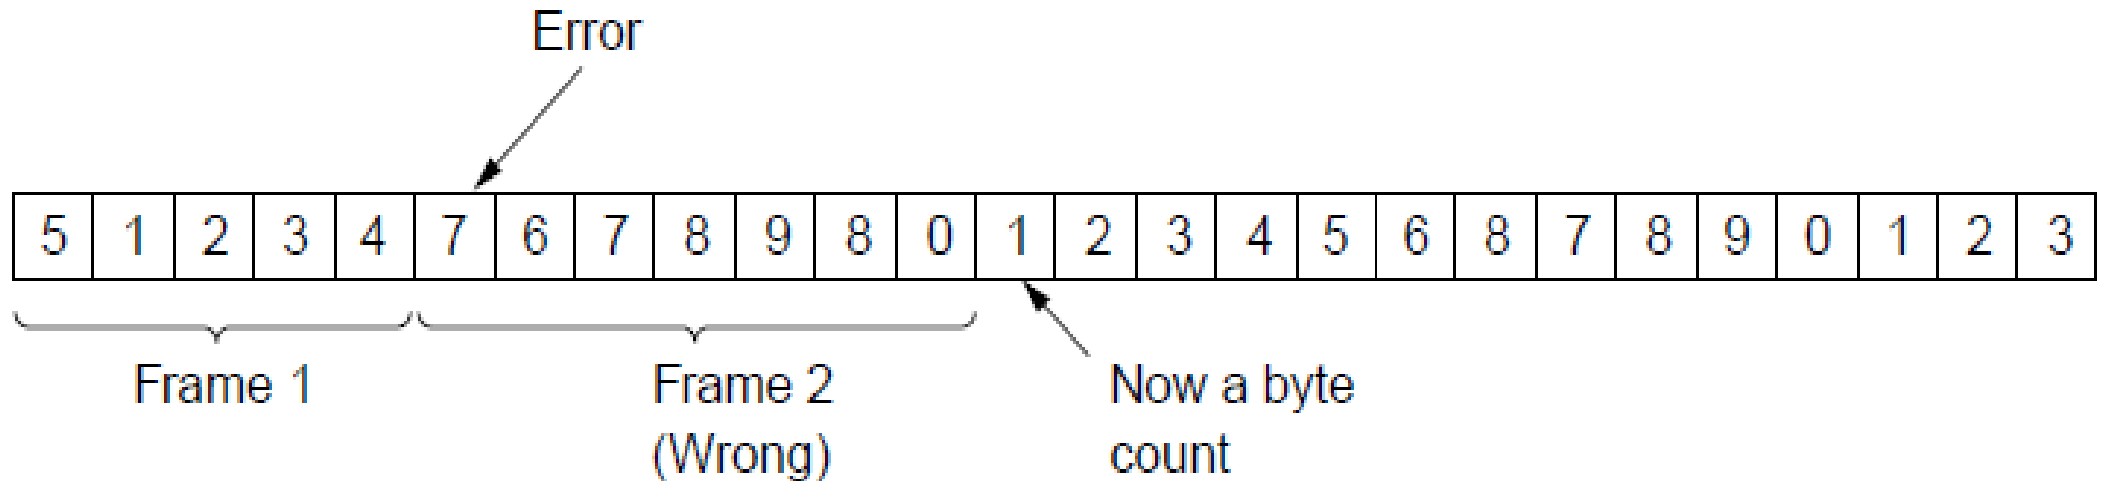 Error
5 1 2 3 4 7 6 7 8 9 8 0 1 2 3 4 5 6 8 7 8 9 0 1 2 3
Frame 1
Frame 2
(Wrong)
Now a byte
count